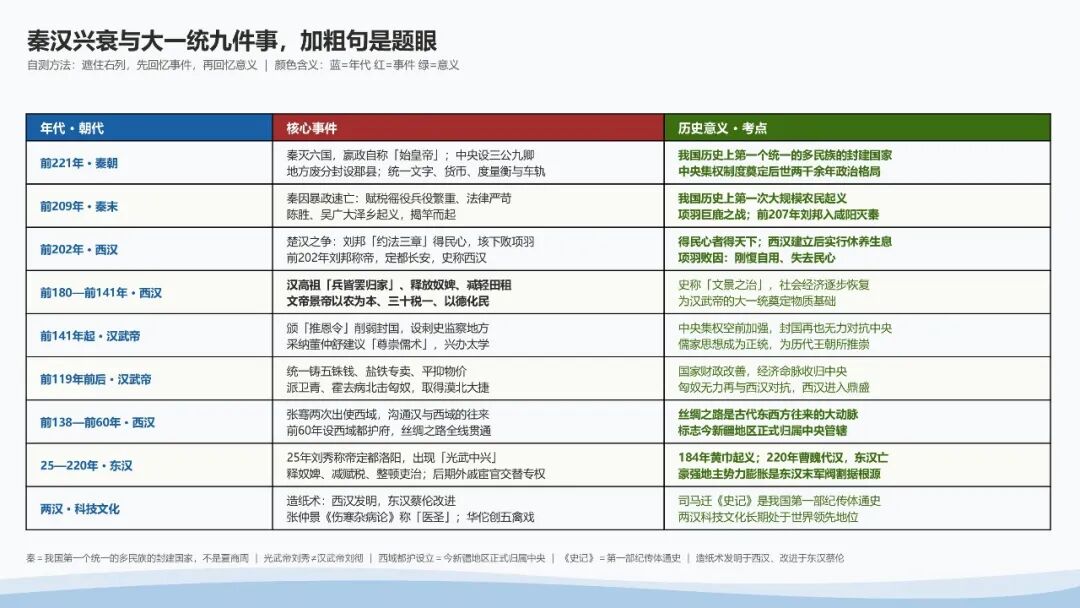 秦汉兴衰与大一统九件事，加粗句是题眼
自测方法：遮住右列，先回忆事件，再回忆意义 | 颜色含义：蓝=年代 红=事件 绿=意义
年代·朝代
核心事件
历史意义·考点
前221年·秦朝
秦灭六国，嬴政自称「始皇帝」；中央设三公九卿
地方废分封设郡县；统一文字、货币、度量衡与车轨
我国历史上第一个统一的多民族的封建国家
中央集权制度奠定后世两千余年政治格局
前209年·秦末
秦因暴政速亡：赋税徭役兵役繁重、法律严苛
陈胜、吴广大泽乡起义，揭竿而起
我国历史上第一次大规模农民起义
项羽巨鹿之战；前207年刘邦入咸阳灭秦
前202年·西汉
楚汉之争：刘邦「约法三章」得民心，垓下败项羽
前202年刘邦称帝，定都长安，史称西汉
得民心者得天下；西汉建立后实行休养生息
项羽败因：刚愎自用、失去民心
前180—前141年·西汉
汉高祖「兵皆罢归家」、释放奴婢、减轻田租
文帝景帝以农为本、三十税一、以德化民
史称「文景之治」，社会经济逐步恢复
为汉武帝的大一统奠定物质基础
前141年起·汉武帝
颁「推恩令」削弱封国，设刺史监察地方
采纳董仲舒建议「尊崇儒术」，兴办太学
中央集权空前加强，封国再也无力对抗中央
儒家思想成为正统，为历代王朝所推崇
前119年前后·汉武帝
统一铸五铢钱、盐铁专卖、平抑物价
派卫青、霍去病北击匈奴，取得漠北大捷
国家财政改善，经济命脉收归中央
匈奴无力再与西汉对抗，西汉进入鼎盛
前138—前60年·西汉
张骞两次出使西域，沟通汉与西域的往来
前60年设西域都护府，丝绸之路全线贯通
丝绸之路是古代东西方往来的大动脉
标志今新疆地区正式归属中央管辖
25—220年·东汉
25年刘秀称帝定都洛阳，出现「光武中兴」
释奴婢、减赋税、整顿吏治；后期外戚宦官交替专权
184年黄巾起义；220年曹魏代汉，东汉亡
豪强地主势力膨胀是东汉末军阀割据根源
两汉·科技文化
造纸术：西汉发明，东汉蔡伦改进
张仲景《伤寒杂病论》称「医圣」；华佗创五禽戏
司马迁《史记》是我国第一部纪传体通史
两汉科技文化长期处于世界领先地位
秦＝我国第一个统一的多民族的封建国家，不是夏商周 | 光武帝刘秀≠汉武帝刘彻 | 西域都护设立＝今新疆地区正式归属中央 | 《史记》＝第一部纪传体通史 | 造纸术发明于西汉、改进于东汉蔡伦